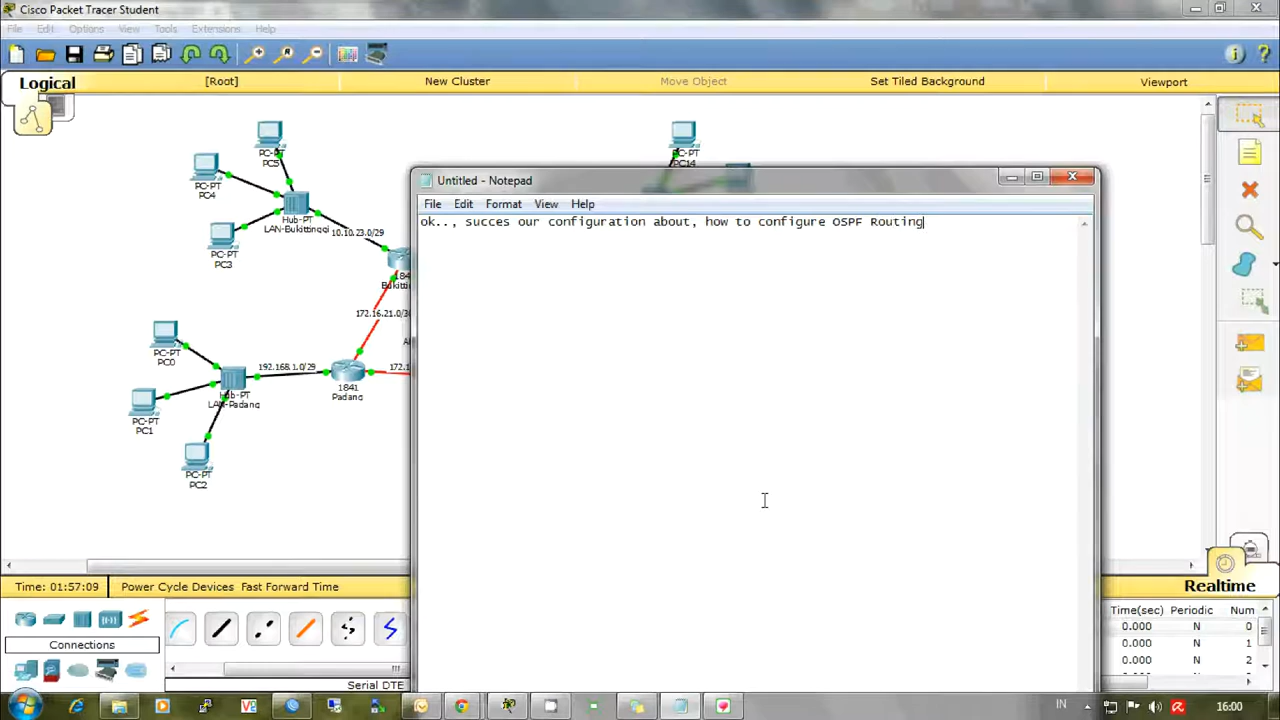 Cisco Packet Tracer Student
File Edit Options View Tools Extensions Help
Logical
[Root]
New Cluster
Move Object
Set Tiled Background
Viewport
PC-PT
PC5
PC-PT
PC4
PC-PT
PC3
Hub-PT
LAN-Bukittinggi
10.10.23.0/29
PC-PT
PC14
Untitled - Notepad
File Edit Format View Help
ok.., succes our configuration about, how to configure OSPF Routing
172.16.21.0/30
PC-PT
PC0
PC-PT
PC1
PC-PT
PC2
Hub-PT
LAN-Padang
192.168.1.0/29
1841
Padang
Time: 01:57:09
Power Cycle Devices Fast Forward Time
Realtime
Connections
Serial DTE
Time(sec) Periodic Num
0.000 N 0
0.000 N 1
0.000 N 2
IN
16:00